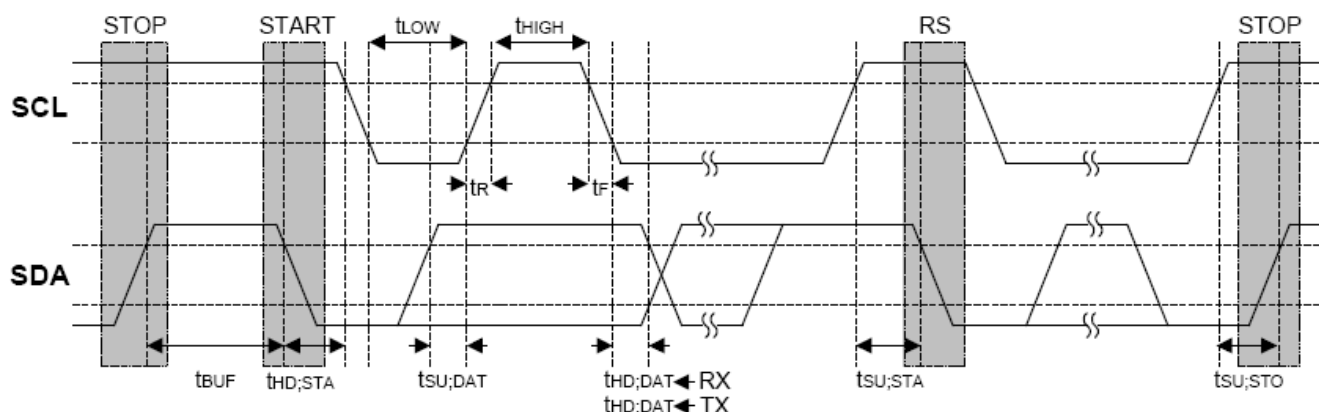 STOP START tLOW tHIGH RS STOP
SCL
tR tF
SDA
tBUF tHD;STA tSU;DAT tHD;DAT RX tSU;STA tSU;STO
tHD;DAT TX